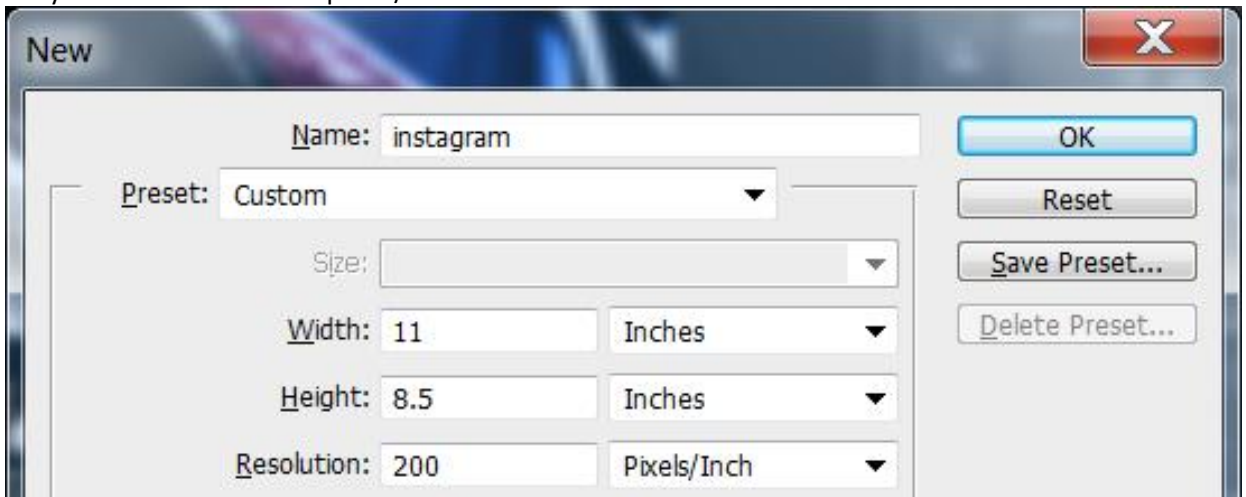 New
Name: instagram
OK
Preset: Custom
Reset
Size:
Save Preset...
Width: 11 Inches
Delete Preset...
Height: 8.5 Inches
Resolution: 200 Pixels/Inch